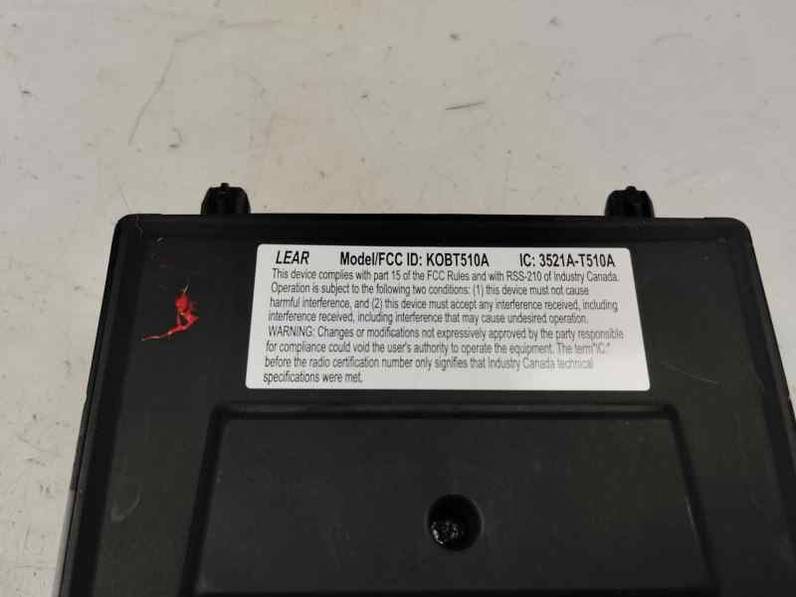 LEAR Model/FCC ID: KOBT510A IC: 3521A-T510A
This device complies with part 15 of the FCC Rules and with RSS-210 of Industry Canada.
Operation is subject to the following two conditions: (1) this device must not cause
harmful interference, and (2) this device must accept any interference received, including
interference received, including interference that may cause undesired operation.
WARNING: Changes or modifications not expressively approved by the party responsible
for compliance could void the user's authority to operate the equipment. The term"IC:"
before the radio certification number only signifies that Industry Canada technical
specifications were met.